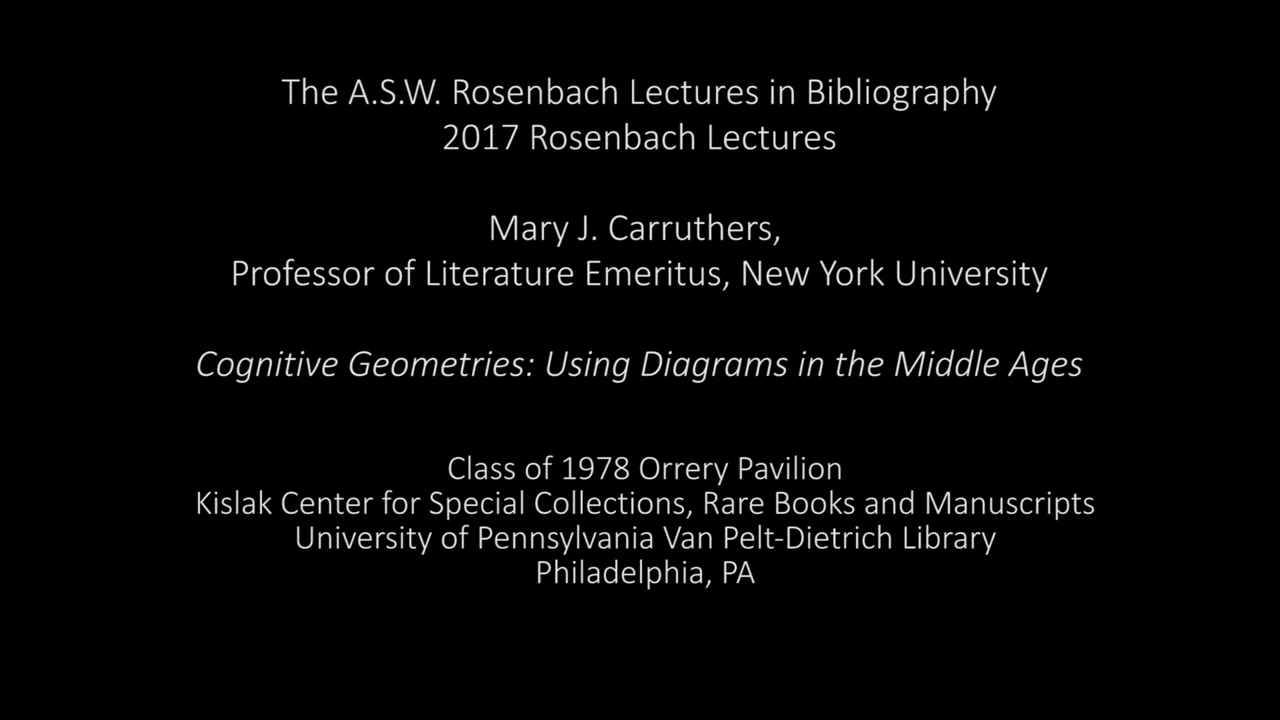 The A.S.W. Rosenbach Lectures in Bibliography
2017 Rosenbach Lectures
Mary J. Carruthers,
Professor of Literature Emeritus, New York University
Cognitive Geometries: Using Diagrams in the Middle Ages
Class of 1978 Orrery Pavilion
Kislak Center for Special Collections, Rare Books and Manuscripts
University of Pennsylvania Van Pelt-Dietrich Library
Philadelphia, PA